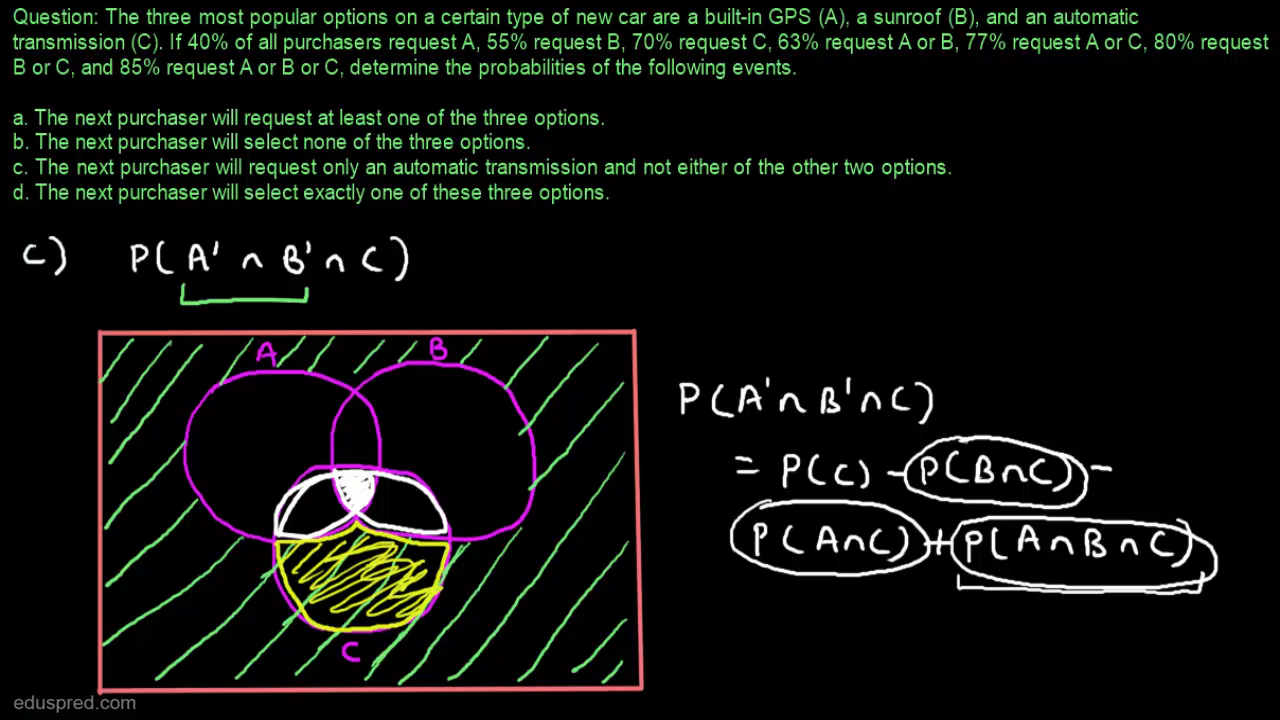 Question: The three most popular options on a certain type of new car are a built-in GPS (A), a sunroof (B), and an automatic
transmission (C). If 40% of all purchasers request A, 55% request B, 70% request C, 63% request A or B, 77% request A or C, 80% request
B or C, and 85% request A or B or C, determine the probabilities of the following events.
a. The next purchaser will request at least one of the three options.
b. The next purchaser will select none of the three options.
c. The next purchaser will request only an automatic transmission and not either of the other two options.
d. The next purchaser will select exactly one of these three options.
c) P(A' ∩ B' ∩ C)
A B
C
P(A' ∩ B' ∩ C)
= P(C) - P(B∩C) -
P(A∩C) + P(A∩B∩C)
eduspred.com